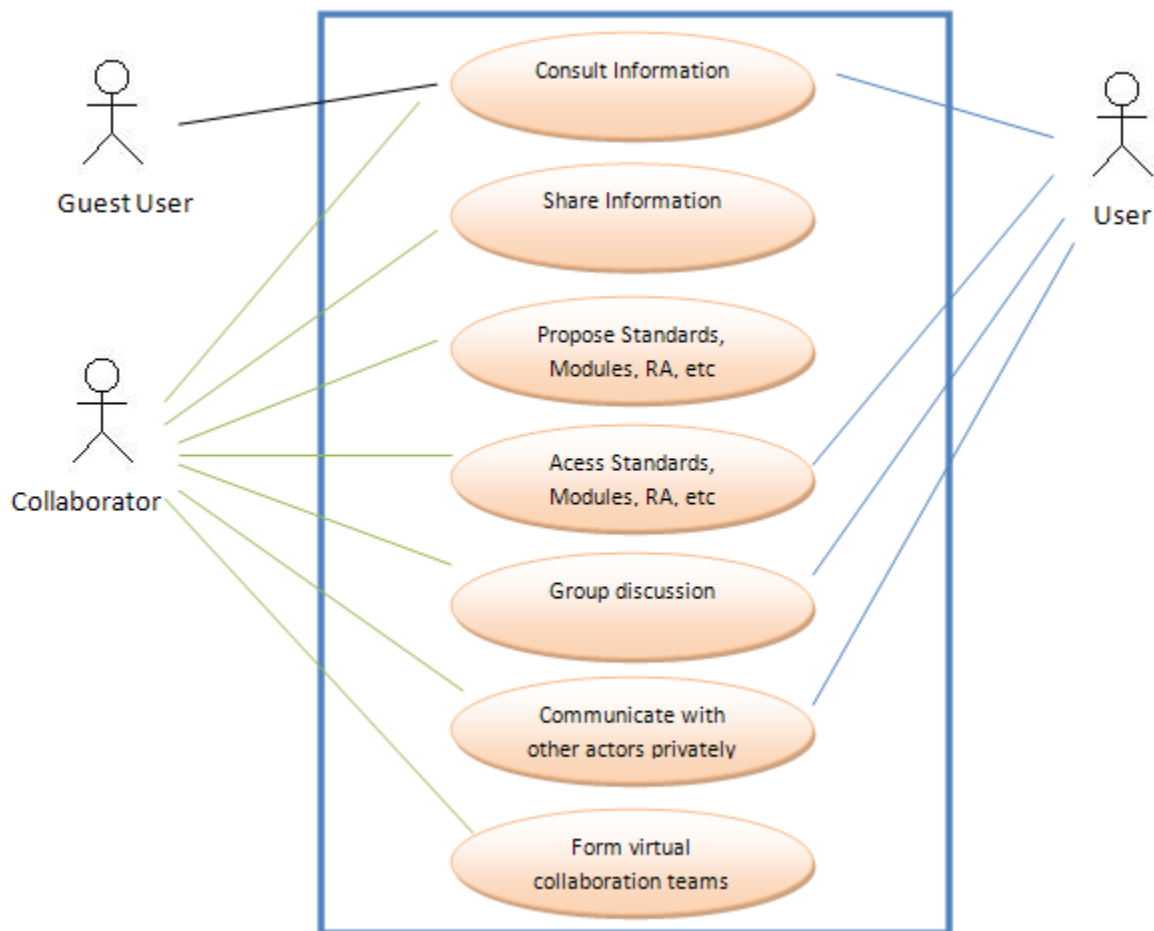 Consult Information
Guest User
Share Information
User
Propose Standards,
Modules, RA, etc
Collaborator
Acess Standards,
Modules, RA, etc
Group discussion
Communicate with
other actors privately
Form virtual
collaboration teams